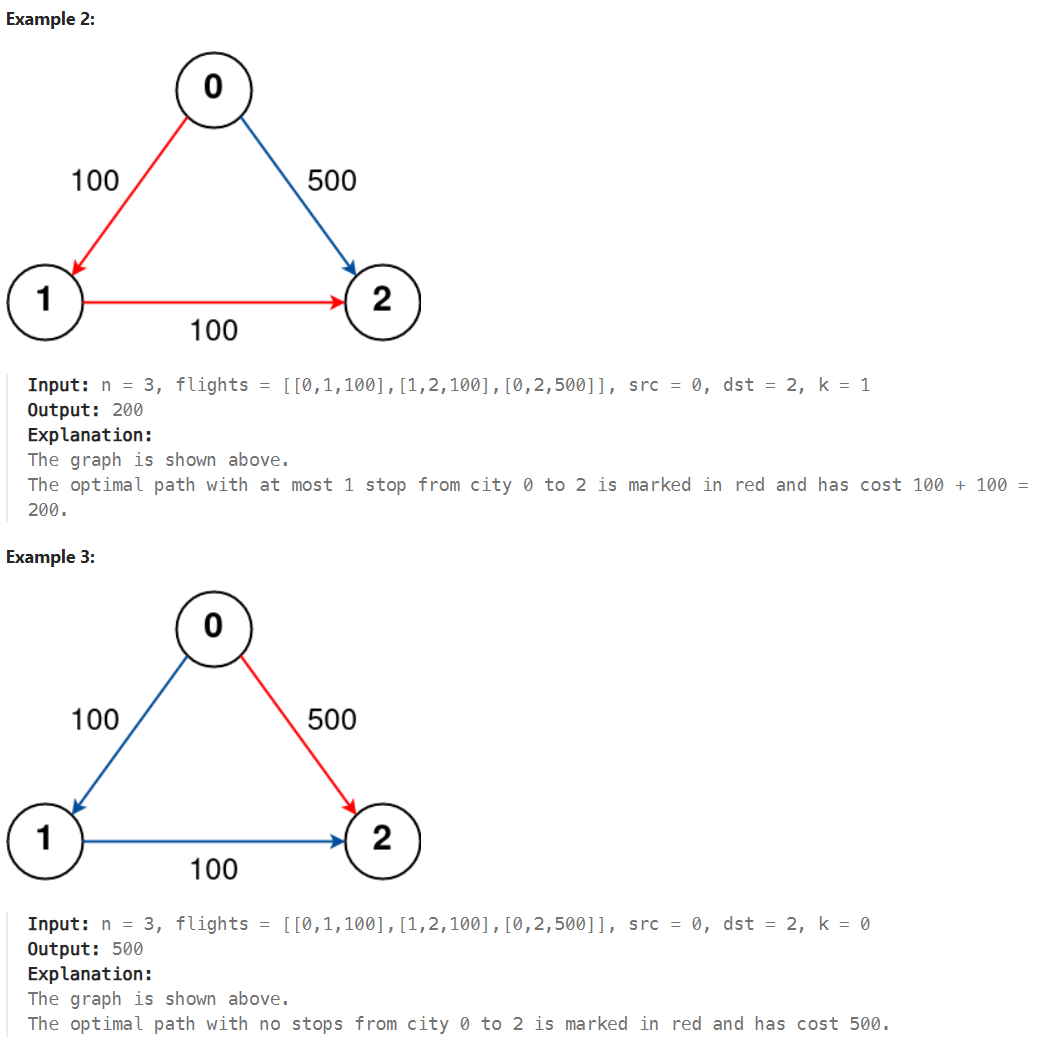 Example 2:
0
100
500
1
2
100
Input: n = 3, flights = [[0,1,100],[1,2,100],[0,2,500]], src = 0, dst = 2, k = 1
Output: 200
Explanation:
The graph is shown above.
The optimal path with at most 1 stop from city 0 to 2 is marked in red and has cost 100 + 100 =
200.
Example 3:
0
100
500
1
2
100
Input: n = 3, flights = [[0,1,100],[1,2,100],[0,2,500]], src = 0, dst = 2, k = 0
Output: 500
Explanation:
The graph is shown above.
The optimal path with no stops from city 0 to 2 is marked in red and has cost 500.